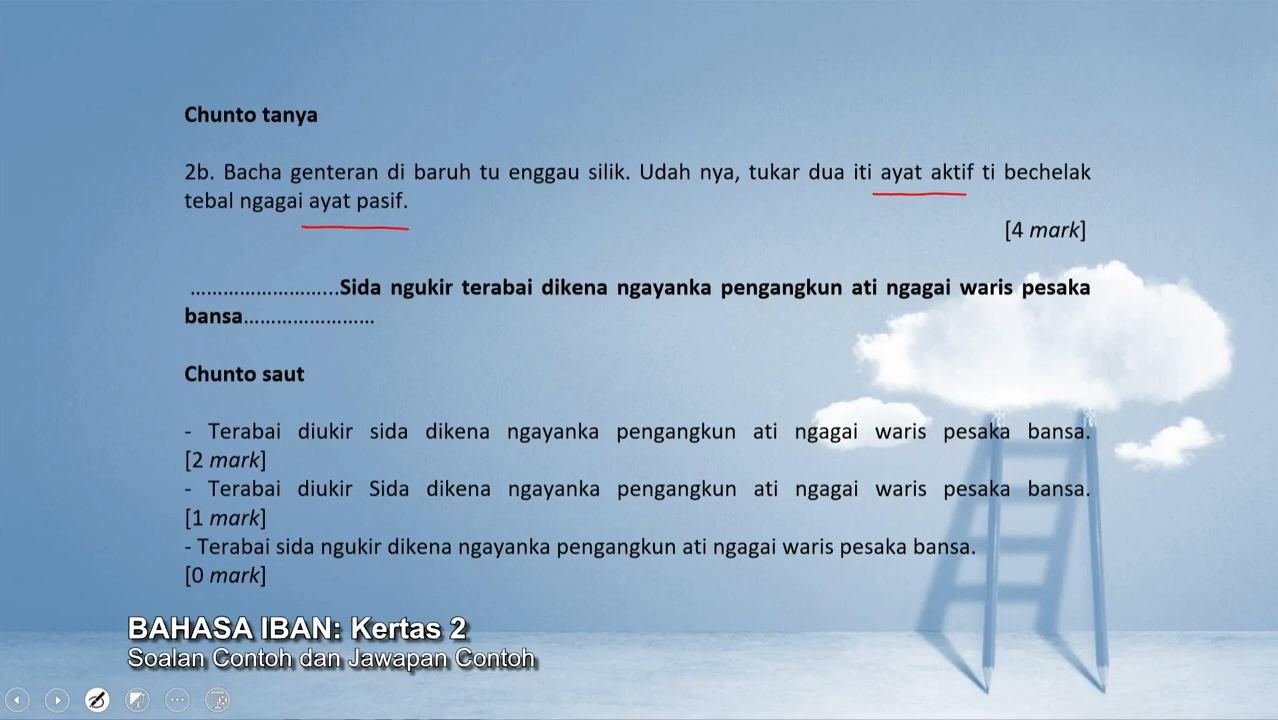 Chunto tanya
2b. Bacha genteran di baruh tu enggau silik. Udah nya, tukar dua iti ayat aktif ti bechelak
tebal ngagai ayat pasif.
[4 mark]
……………………...Sida ngukir terabai dikena ngayanka pengangkun ati ngagai waris pesaka
bansa……………………
Chunto saut
- Terabai diukir sida dikena ngayanka pengangkun ati ngagai waris pesaka bansa.
[2 mark]
- Terabai diukir Sida dikena ngayanka pengangkun ati ngagai waris pesaka bansa.
[1 mark]
- Terabai sida ngukir dikena ngayanka pengangkun ati ngagai waris pesaka bansa.
[0 mark]
BAHASA IBAN: Kertas 2
Soalan Contoh dan Jawapan Contoh